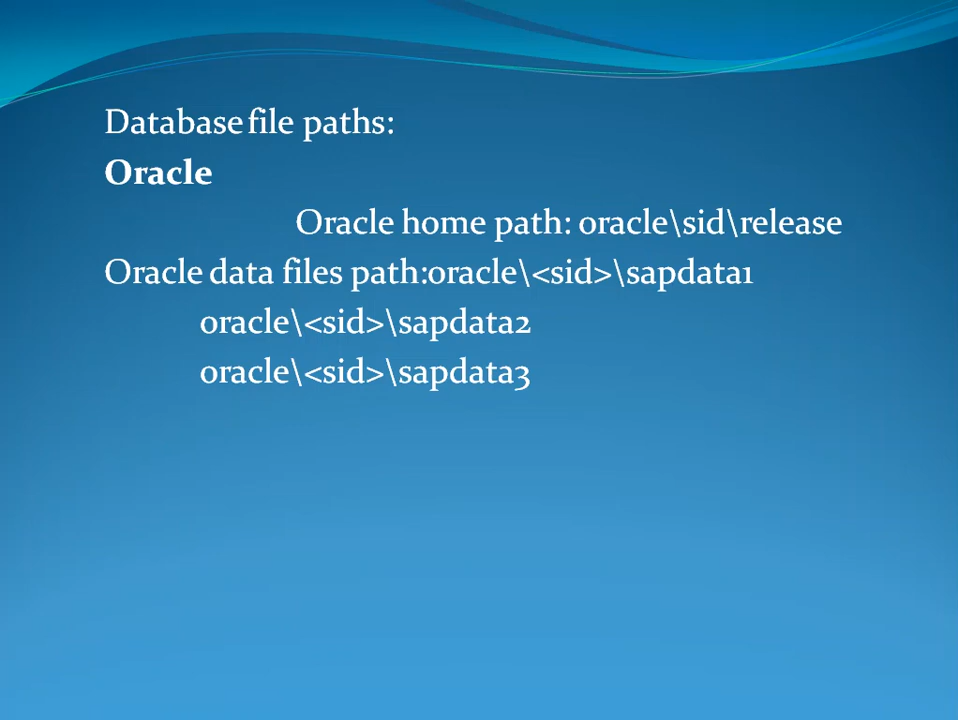 Database file paths:
Oracle
Oracle home path: oracle\sid\release
Oracle data files path:oracle\<sid>\sapdata1
oracle\<sid>\sapdata2
oracle\<sid>\sapdata3